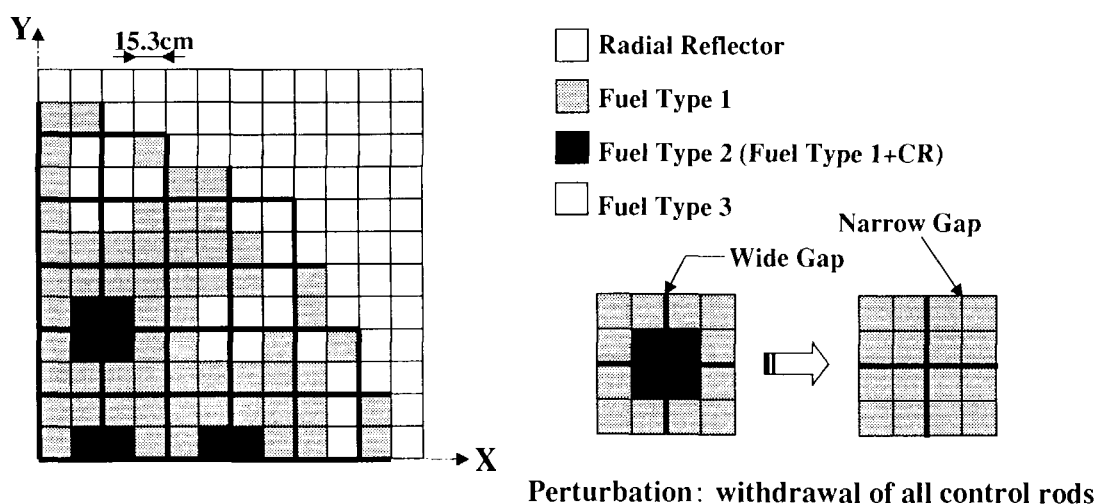 Y
15.3cm
X
Radial Reflector
Fuel Type 1
Fuel Type 2 (Fuel Type 1+CR)
Fuel Type 3
Narrow Gap
Wide Gap
Perturbation: withdrawal of all control rods